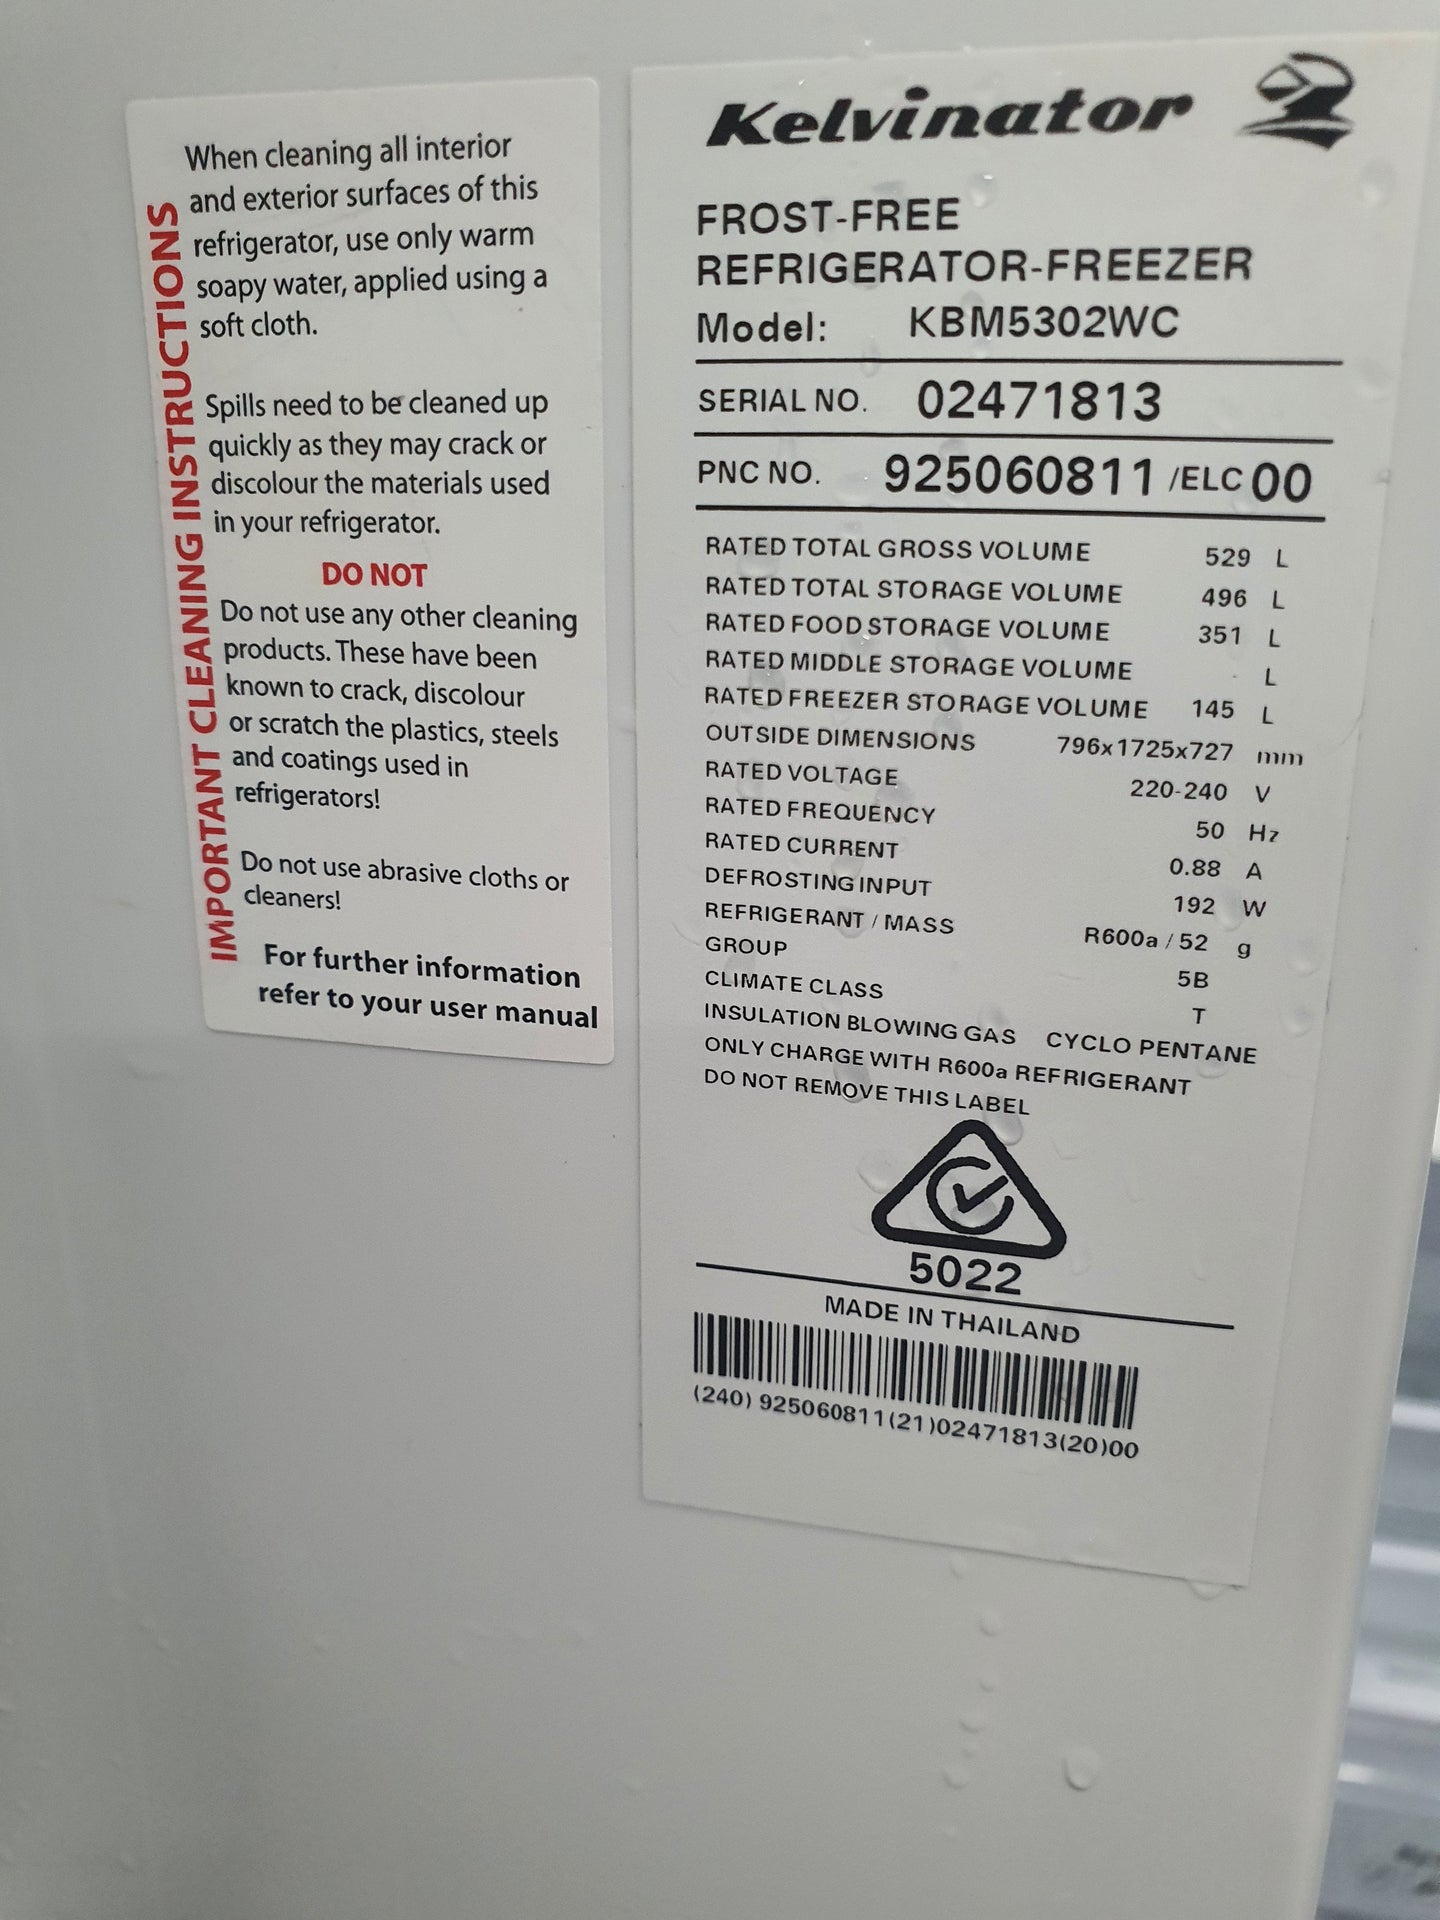 IMPORTANT CLEANING INSTRUCTIONS
When cleaning all interior
and exterior surfaces of this
refrigerator, use only warm
soapy water, applied using a
soft cloth.
Spills need to be cleaned up
quickly as they may crack or
discolour the materials used
in your refrigerator.
DO NOT
Do not use any other cleaning
products. These have been
known to crack, discolour
or scratch the plastics, steels
and coatings used in
refrigerators!
Do not use abrasive cloths or
cleaners!
For further information
refer to your user manual
Kelvinator
FROST-FREE
REFRIGERATOR-FREEZER
Model: KBM5302WC
SERIAL NO. 02471813
PNC NO. 925060811 /ELC 00
RATED TOTAL GROSS VOLUME 529 L
RATED TOTAL STORAGE VOLUME 496 L
RATED FOOD STORAGE VOLUME 351 L
RATED MIDDLE STORAGE VOLUME - L
RATED FREEZER STORAGE VOLUME 145 L
OUTSIDE DIMENSIONS 796x1725x727 mm
RATED VOLTAGE 220-240 V
RATED FREQUENCY 50 Hz
RATED CURRENT 0.88 A
DEFROSTING INPUT 192 W
REFRIGERANT / MASS R600a / 52 g
GROUP 5B
CLIMATE CLASS T
INSULATION BLOWING GAS CYCLO PENTANE
ONLY CHARGE WITH R600a REFRIGERANT
DO NOT REMOVE THIS LABEL
5022
MADE IN THAILAND
(240) 925060811(21)02471813(20)00